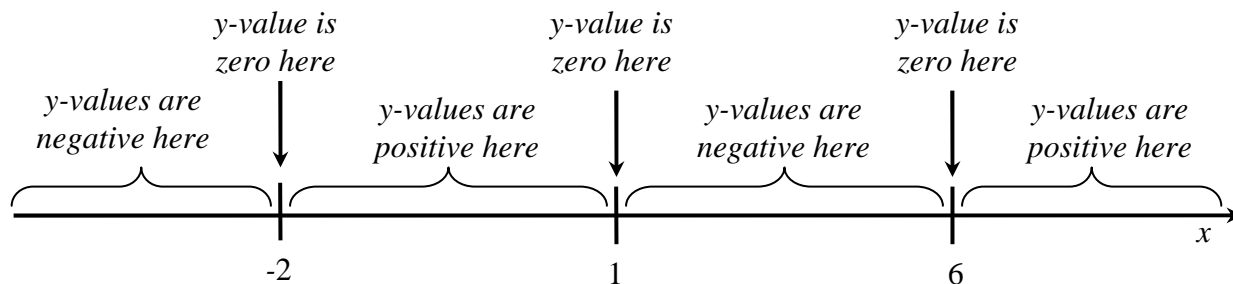 y-value is
zero here
y-value is
zero here
y-value is
zero here
y-values are
negative here
y-values are
positive here
y-values are
negative here
y-values are
positive here
x
-2
1
6